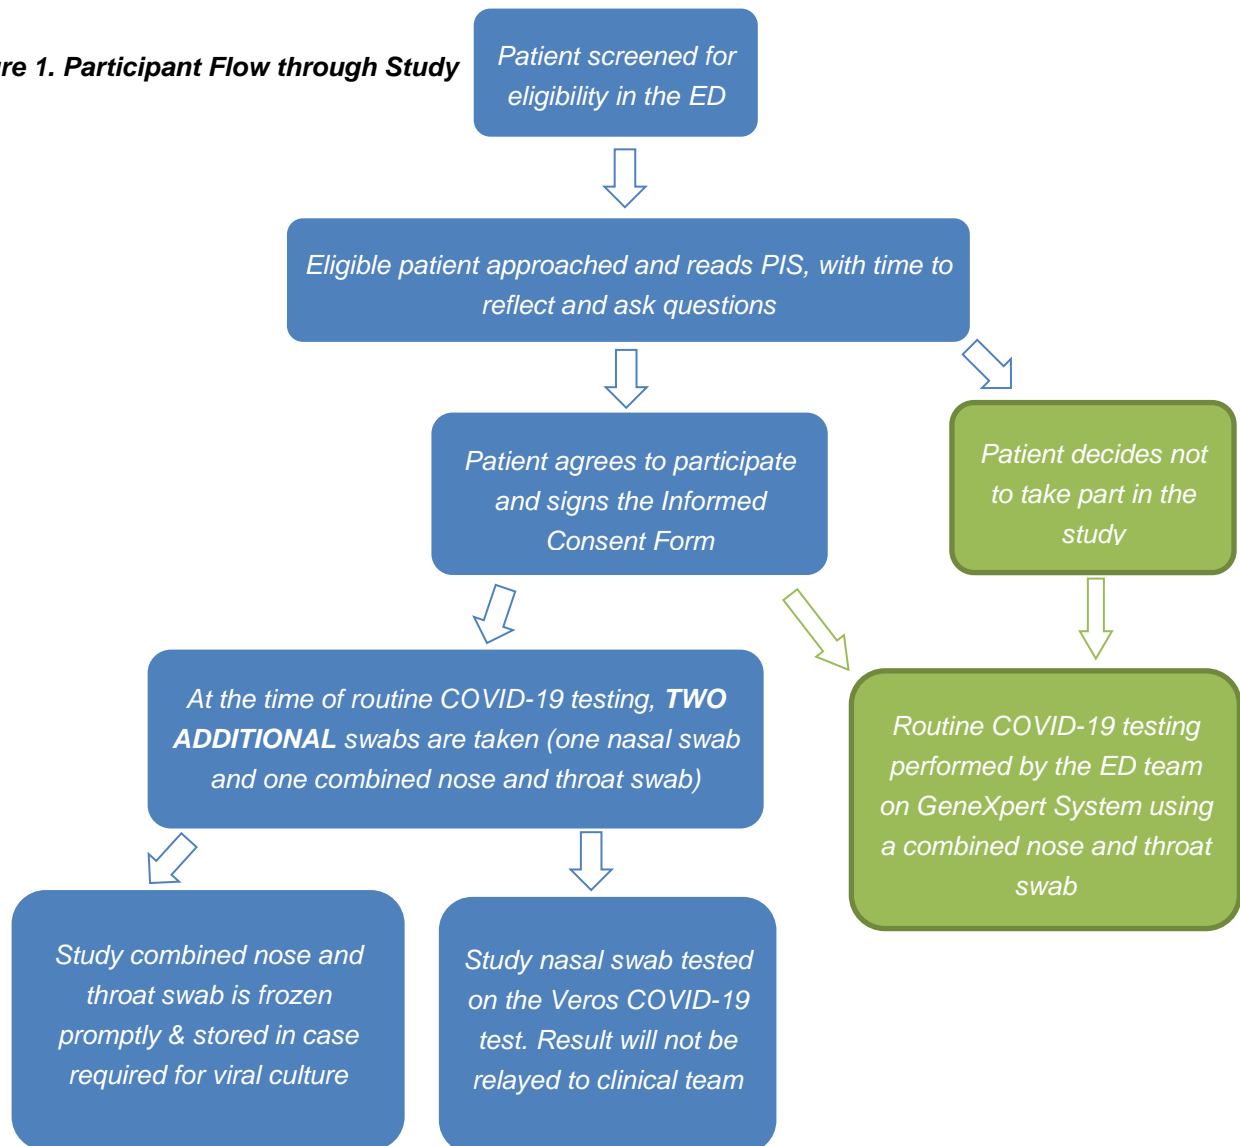 re 1. Participant Flow through Study
Patient screened for
eligibility in the ED
Eligible patient approached and reads PIS, with time to
reflect and ask questions
Patient agrees to participate
and signs the Informed
Consent Form
Patient decides not
to take part in the
study
At the time of routine COVID-19 testing, TWO
ADDITIONAL swabs are taken (one nasal swab
and one combined nose and throat swab)
Routine COVID-19 testing
performed by the ED team
on GeneXpert System using
a combined nose and throat
swab
Study combined nose and
throat swab is frozen
promptly & stored in case
required for viral culture
Study nasal swab tested
on the Veros COVID-19
test. Result will not be
relayed to clinical team